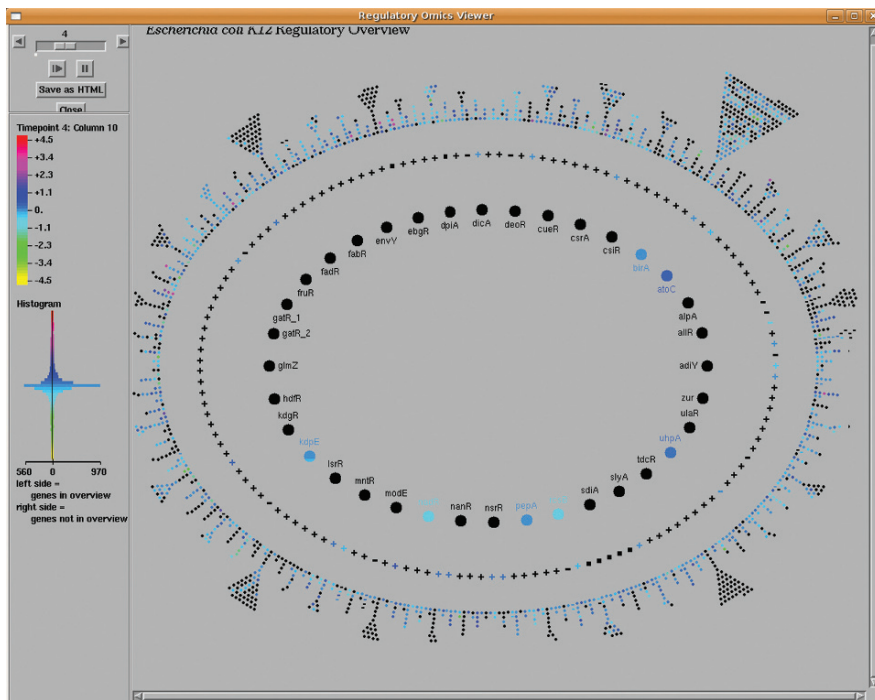 Regulatory Omics Viewer
4
Save as HTML
Close
Timepoint 4: Column 10
+4.5
+3.4
+2.3
+1.1
0.
-1.1
-2.3
-3.4
-4.5
Histogram
560 0 970
left side =
genes in overview
right side =
genes not in overview
Escherichia coli K12 Regulatory Overview
dicA
deoR
cueR
csrA
csiR
birA
atoC
alpA
allR
adiY
zur
ulaR
uhpA
tdcR
slyA
sdiA
pepA
nsrR
nanR
modE
mntR
lsrR
kdpE
kdgR
hdfR
glmZ
gatR_2
gatR_1
fruR
fadR
fabR
envY
ebgR
dpiA